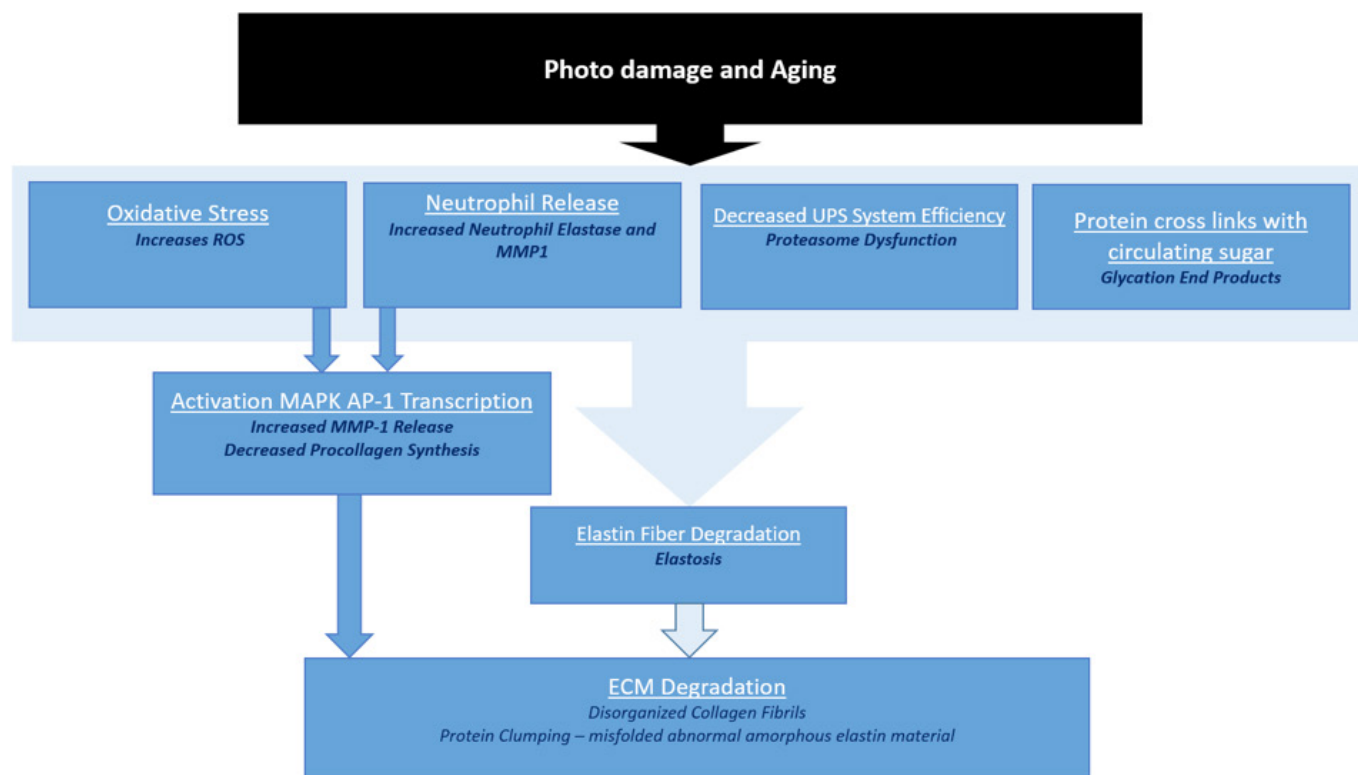 Photo damage and Aging
Oxidative Stress
Increases ROS
Neutrophil Release
Increased Neutrophil Elastase and
MMP1
Decreased UPS System Efficiency
Proteasome Dysfunction
Protein cross links with
circulating sugar
Glycation End Products
Activation MAPK AP-1 Transcription
Increased MMP-1 Release
Decreased Procollagen Synthesis
Elastin Fiber Degradation
Elastosis
ECM Degradation
Disorganized Collagen Fibrils
Protein Clumping – misfolded abnormal amorphous elastin material